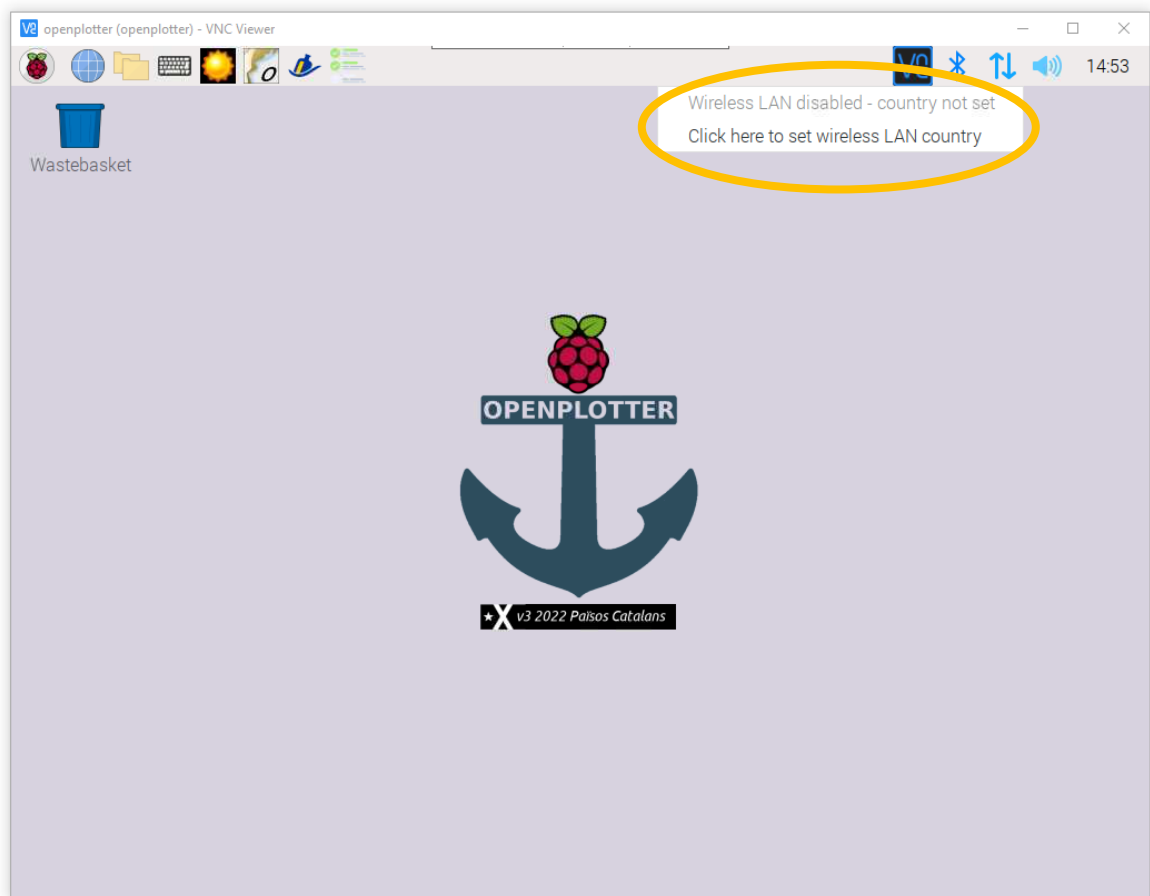 openplotter (openplotter) - VNC Viewer
14:53
Wireless LAN disabled - country not set
Click here to set wireless LAN country
Wastebasket
OPENPLOTTER
v3 2022 Països Catalans